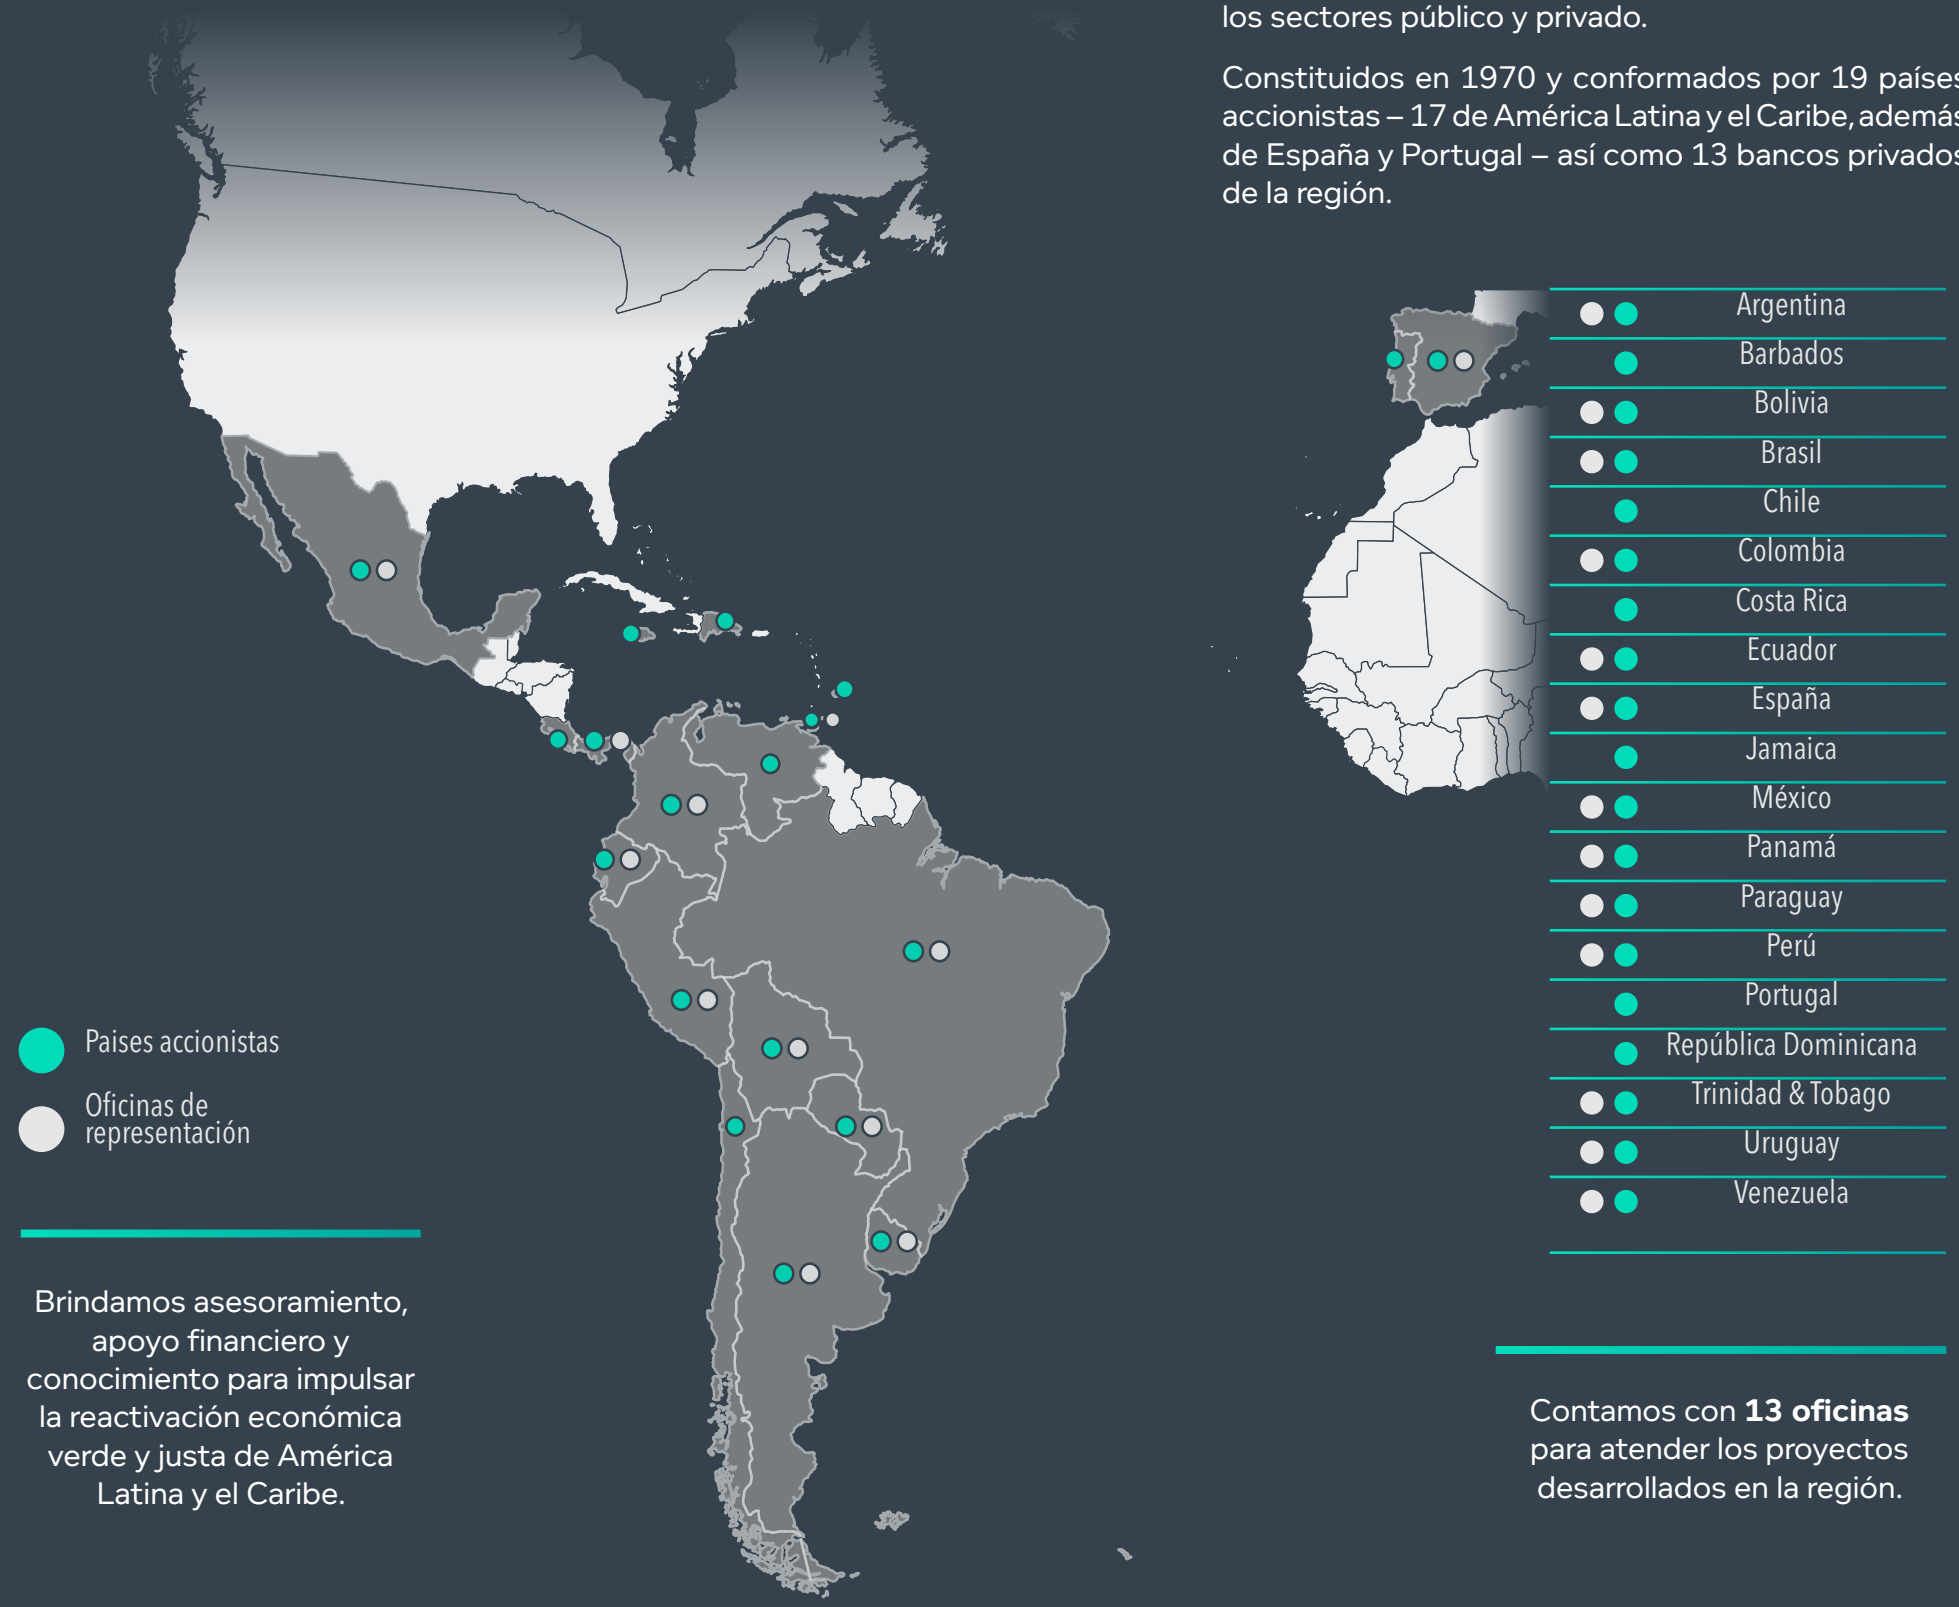 los sectores público y privado.
Constituidos en 1970 y conformados por 19 países
accionistas – 17 de América Latina y el Caribe, además
de España y Portugal – así como 13 bancos privados
de la región.
Argentina
Barbados
Bolivia
Brasil
Chile
Colombia
Costa Rica
Ecuador
España
Jamaica
México
Panamá
Paraguay
Perú
Portugal
República Dominicana
Trinidad & Tobago
Uruguay
Venezuela
Paises accionistas
Oficinas de
representación
Brindamos asesoramiento,
apoyo financiero y
conocimiento para impulsar
la reactivación económica
verde y justa de América
Latina y el Caribe.
Contamos con 13 oficinas
para atender los proyectos
desarrollados en la región.